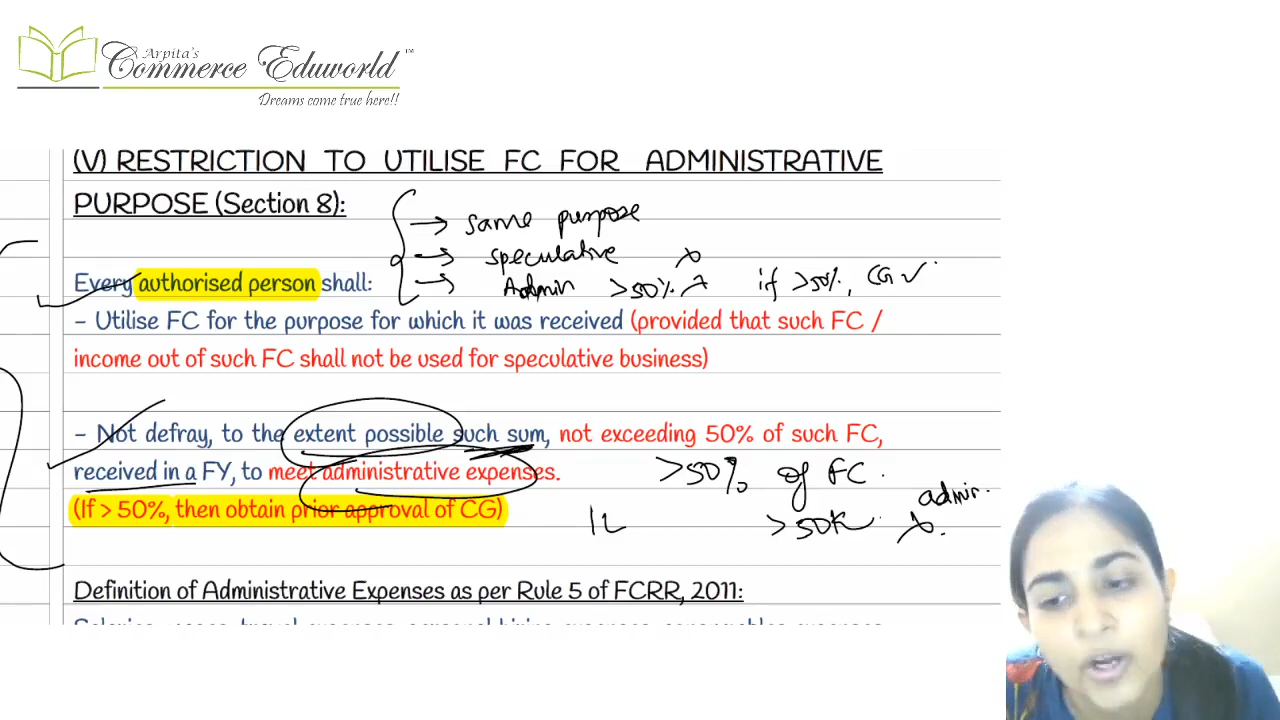 Arpita's
Commerce Eduworld™
Dreams come true here!!
(V) RESTRICTION TO UTILISE FC FOR ADMINISTRATIVE
PURPOSE (Section 8):
→ same purpose
→ speculative x
→ Admin >50% x if >50%, CG ✓
Every authorised person shall:
- Utilise FC for the purpose for which it was received (provided that such FC /
income out of such FC shall not be used for speculative business)
- Not defray, to the extent possible such sum, not exceeding 50% of such FC,
received in a FY, to meet administrative expenses.
>50% of FC.
(If > 50%, then obtain prior approval of CG)
1L >50K. x. admin.
Definition of Administrative Expenses as per Rule 5 of FCRR, 2011: